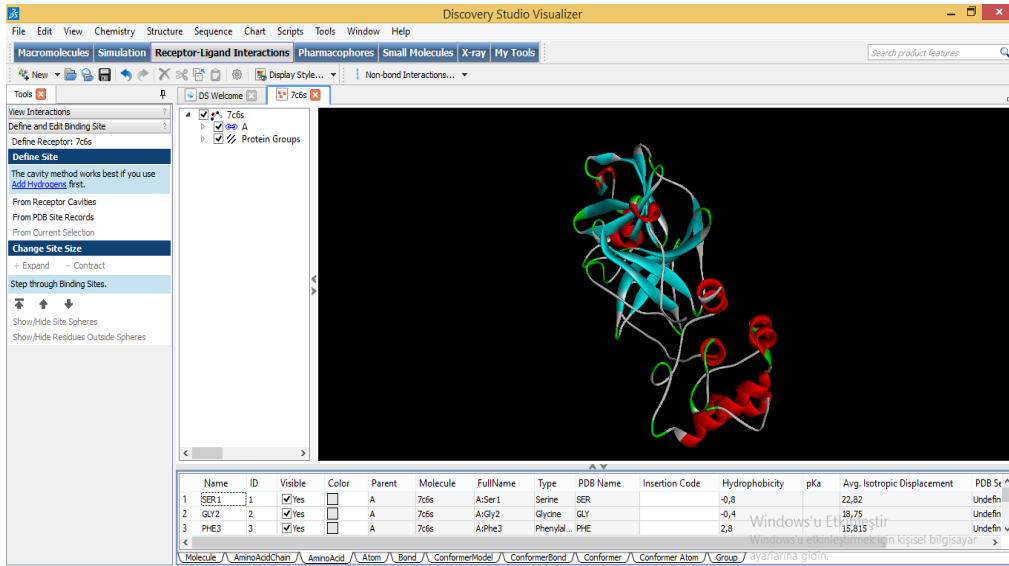 Discovery Studio Visualizer
File Edit View Chemistry Structure Sequence Chart Scripts Tools Window Help
Macromolecules Simulation Receptor-Ligand Interactions Pharmacophores Small Molecules X-ray My Tools Search product features
New Display Style... Non-bond Interactions...
Tools DS Welcome 7c6s
View Interactions ?
Define and Edit Binding Site ?
Define Receptor: 7c6s
Define Site
The cavity method works best if you use
Add Hydrogens first.
From Receptor Cavities
From PDB Site Records
From Current Selection
Change Site Size
+ Expand - Contract
Step through Binding Sites.
Show/Hide Site Spheres
Show/Hide Residues Outside Spheres
7c6s
A
Protein Groups
Name ID Visible Color Parent Molecule FullName Type PDB Name Insertion Code Hydrophobicity pKa Avg. Isotropic Displacement PDB Se
1 SER1 1 Yes A 7c6s A:Ser1 Serine SER -0,8 22,82 Undefin
2 GLY2 2 Yes A 7c6s A:Gly2 Glycine GLY -0,4 18,75 Undefin
3 PHE3 3 Yes A 7c6s A:Phe3 Phenylal... PHE 2,8 15,815 Undefin
Molecule AminoAcidChain AminoAcid Atom Bond ConformerModel ConformerBond Conformer Conformer Atom Group
Windows'u Etkinleştir
Windows'u etkinleştirmek için kişisel bilgisayar
ayarlarına gidin.